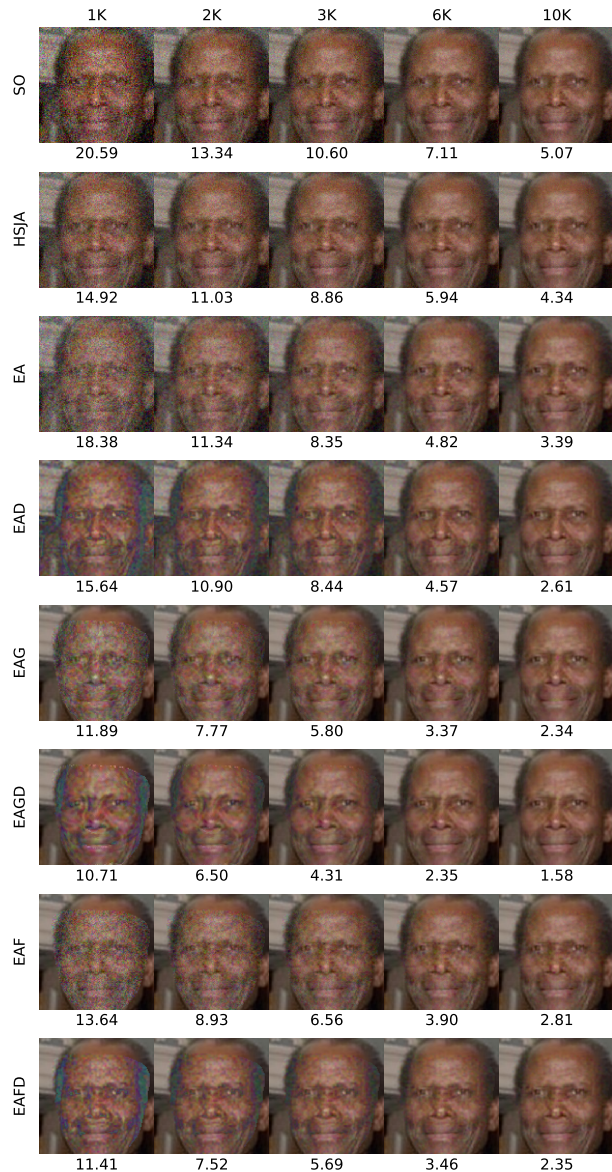 1K 2K 3K 6K 10K
SO
20.59 13.34 10.60 7.11 5.07
HSJA
14.92 11.03 8.86 5.94 4.34
EA
18.38 11.34 8.35 4.82 3.39
EAD
15.64 10.90 8.44 4.57 2.61
EAG
11.89 7.77 5.80 3.37 2.34
EAGD
10.71 6.50 4.31 2.35 1.58
EAF
13.64 8.93 6.56 3.90 2.81
EAFD
11.41 7.52 5.69 3.46 2.35